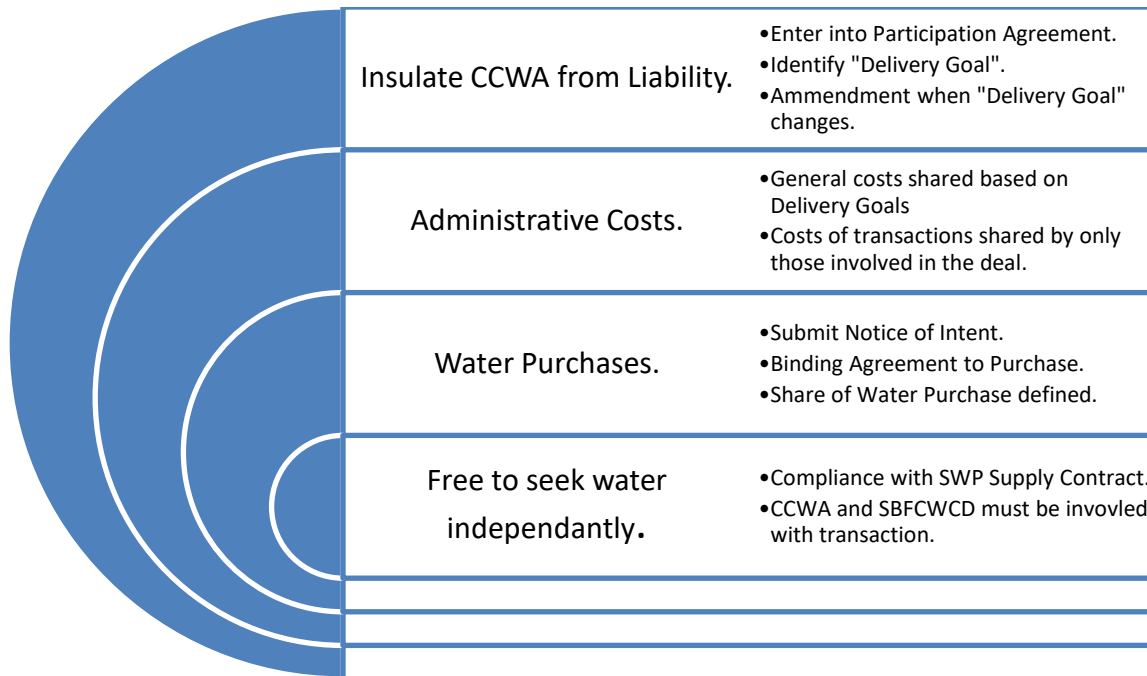 Insulate CCWA from Liability.
•Enter into Participation Agreement.
•Identify "Delivery Goal".
•Ammendment when "Delivery Goal"
changes.
Administrative Costs.
•General costs shared based on
Delivery Goals
•Costs of transactions shared by only
those involved in the deal.
Water Purchases.
•Submit Notice of Intent.
•Binding Agreement to Purchase.
•Share of Water Purchase defined.
Free to seek water
independantly.
•Compliance with SWP Supply Contract.
•CCWA and SBFCWCD must be invovled
with transaction.